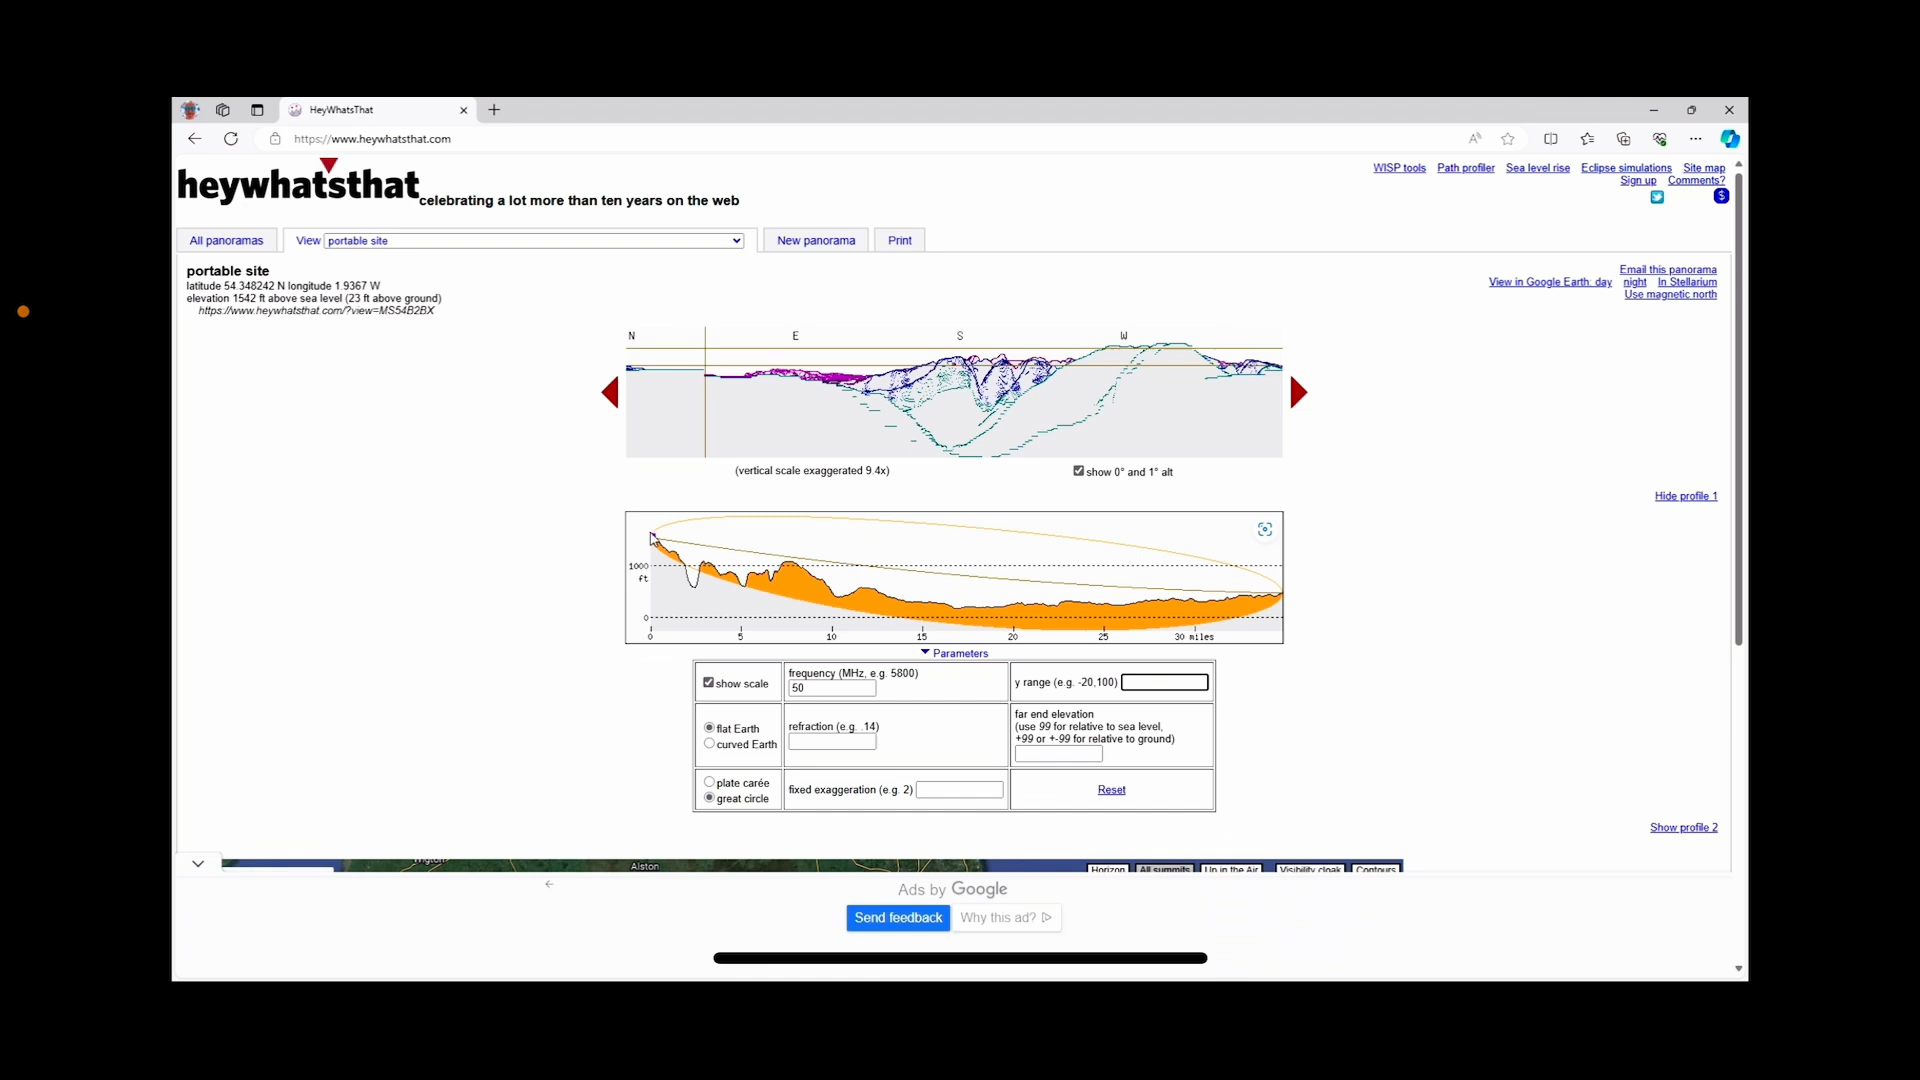 HeyWhatsThat
https://www.heywhatsthat.com
heywhatsthat
celebrating a lot more than ten years on the web
WISP tools Path profiler Sea level rise Eclipse simulations Site map
Sign up Comments?
All panoramas
View portable site
New panorama
Print
portable site
latitude 54.348242 N longitude 1.9367 W
elevation 1542 ft above sea level (23 ft above ground)
https://www.heywhatsthat.com/?view=MS54B2BX
Email this panorama
View in Google Earth: day night In Stellarium
Use magnetic north
N E S W
(vertical scale exaggerated 9.4x)
show 0° and 1° alt
Hide profile 1
1000
ft
0
0 5 10 15 20 25 30 miles
Parameters
show scale
frequency (MHz, e.g. 5800)
50
y range (e.g. -20,100)
flat Earth
curved Earth
refraction (e.g. .14)
far end elevation
(use 99 for relative to sea level,
+99 or +-99 for relative to ground)
plate carée
great circle
fixed exaggeration (e.g. 2)
Reset
Show profile 2
Wigton
Alston
Horizon All summits Up in the Air Visibility cloak Contours
Ads by Google
Send feedback
Why this ad?